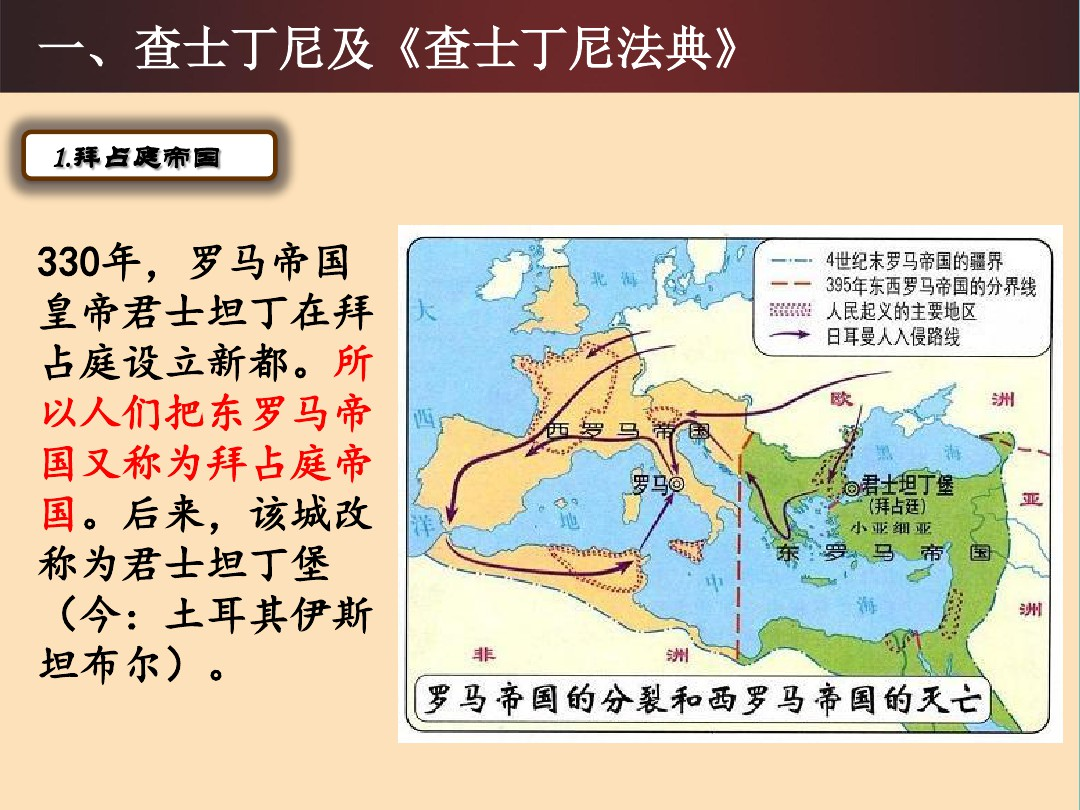 一、查士丁尼及《查士丁尼法典》
1.拜占庭帝国
330年，罗马帝国
皇帝君士坦丁在拜
占庭设立新都。所
以人们把东罗马帝
国又称为拜占庭帝
国。后来，该城改
称为君士坦丁堡
（今：土耳其伊斯
坦布尔）。
4世纪末罗马帝国的疆界
395年东西罗马帝国的分界线
人民起义的主要地区
日耳曼人入侵路线
北海
大西洋
欧洲
黑海
西罗马帝国
罗马
君士坦丁堡
（拜占廷）
小亚细亚
亚洲
东罗马帝国
地中海
非洲
罗马帝国的分裂和西罗马帝国的灭亡